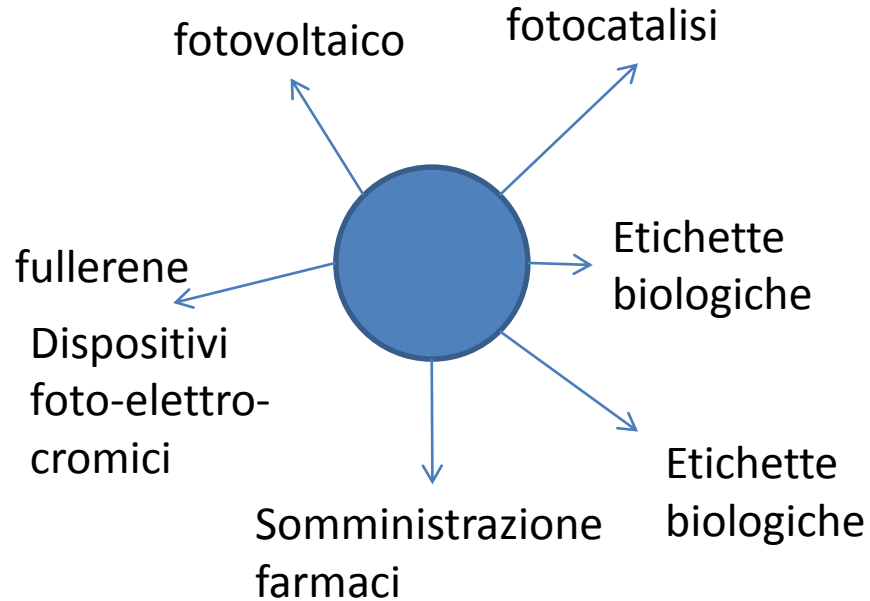 fotovoltaico
fotocatalisi
Etichette
biologiche
fullerene
Dispositivi
foto-elettro-
cromici
Etichette
biologiche
Somministrazione
farmaci